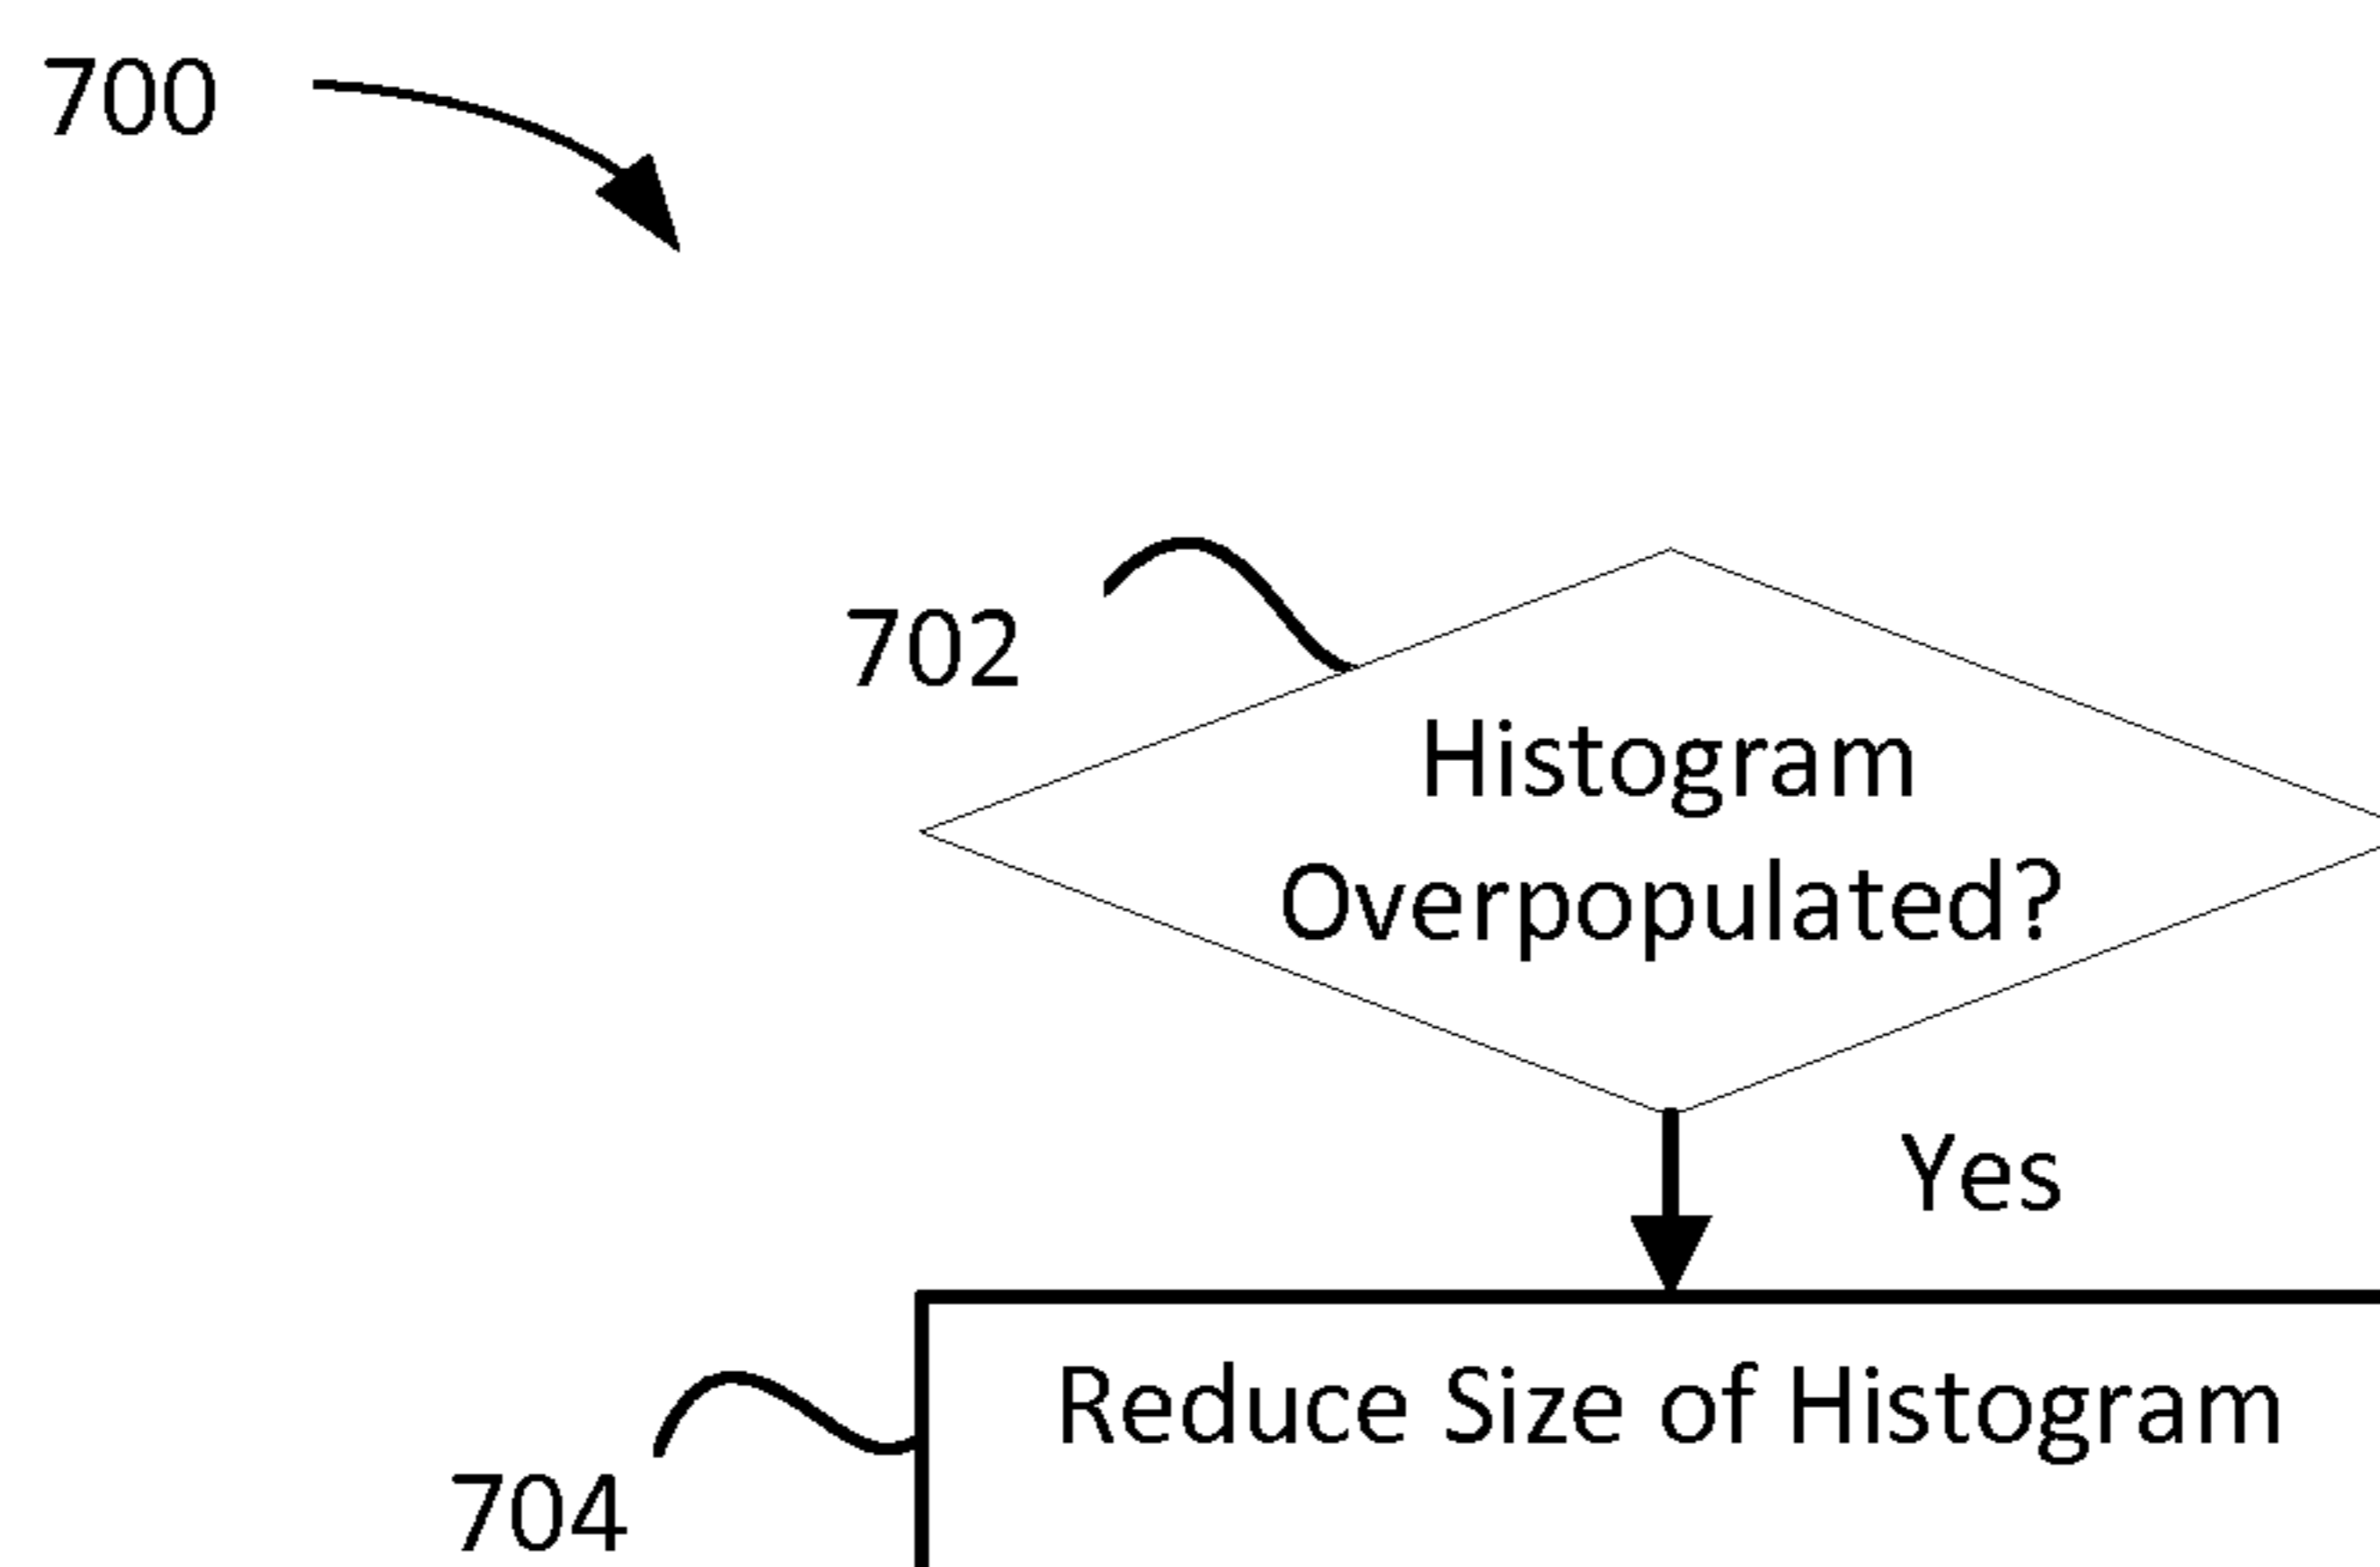 700
702
Histogram
Overpopulated?
Yes
Reduce Size of Histogram
704